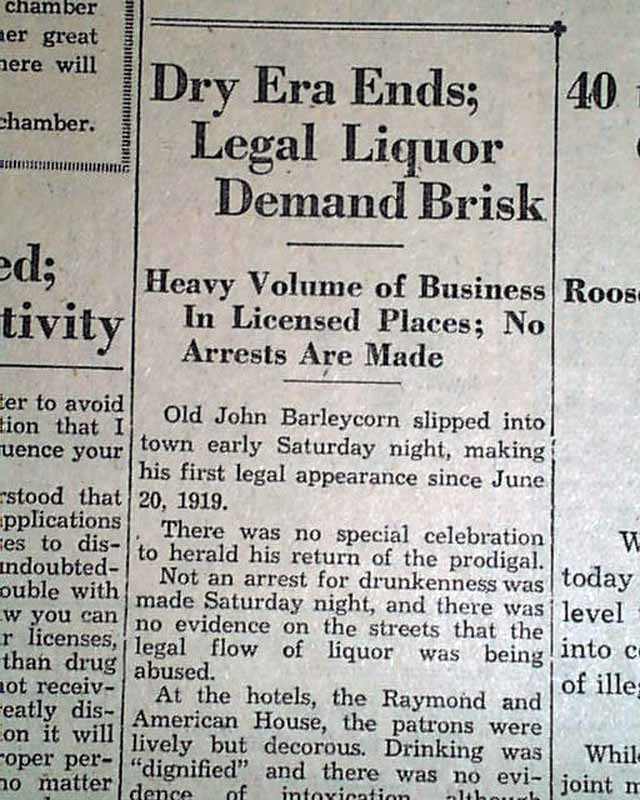 chamber
her great
here will
chamber.
ed;
tivity
ter to avoid
tion that I
uence your
rstood that
applications
es to dis-
undoubted-
ouble with
w you can
r licenses,
than drug
not receiv-
reatly dis-
on it will
roper per-
no matter
Dry Era Ends;
Legal Liquor
Demand Brisk
Heavy Volume of Business
In Licensed Places; No
Arrests Are Made
Old John Barleycorn slipped into
town early Saturday night, making
his first legal appearance since June
20, 1919.
There was no special celebration
to herald his return of the prodigal.
Not an arrest for drunkenness was
made Saturday night, and there was
no evidence on the streets that the
legal flow of liquor was being
abused.
At the hotels, the Raymond and
American House, the patrons were
lively but decorous. Drinking was
"dignified" and there was no evi-
dence of intoxication, although
40
Roose
W
today
level
into c
of ille
While
joint n